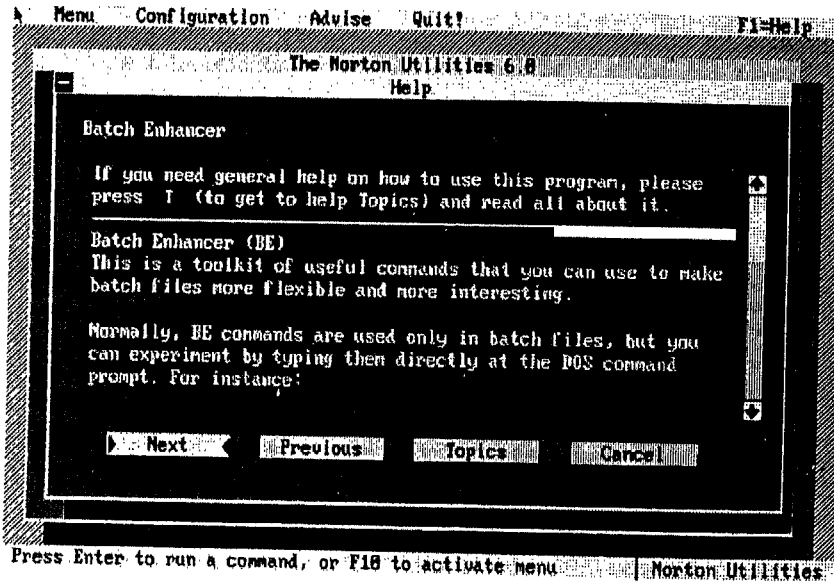 Menu Configuration Advise Quit! F1=Help
The Norton Utilities 6.0
Help
Batch Enhancer
If you need general help on how to use this program, please
press T (to get to help Topics) and read all about it.
Batch Enhancer (BE)
This is a toolkit of useful commands that you can use to make
batch files more flexible and more interesting.
Normally, BE commands are used only in batch files, but you
can experiment by typing them directly at the DOS command
prompt. For instance:
Next Previous Topics Cancel
Press Enter to run a command, or F10 to activate menu Norton Utilities